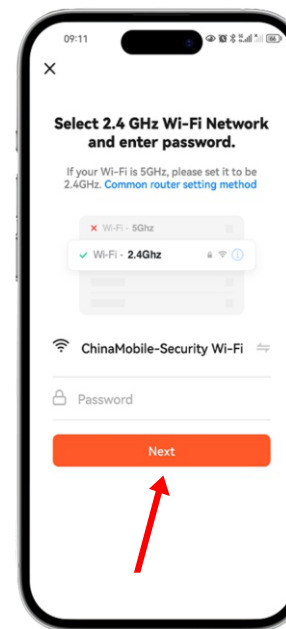 09:11
Select 2.4 GHz Wi-Fi Network
and enter password.
If your Wi-Fi is 5GHz, please set it to be
2.4GHz. Common router setting method
Wi-Fi - 5Ghz
Wi-Fi - 2.4Ghz
ChinaMobile-Security Wi-Fi
Password
Next